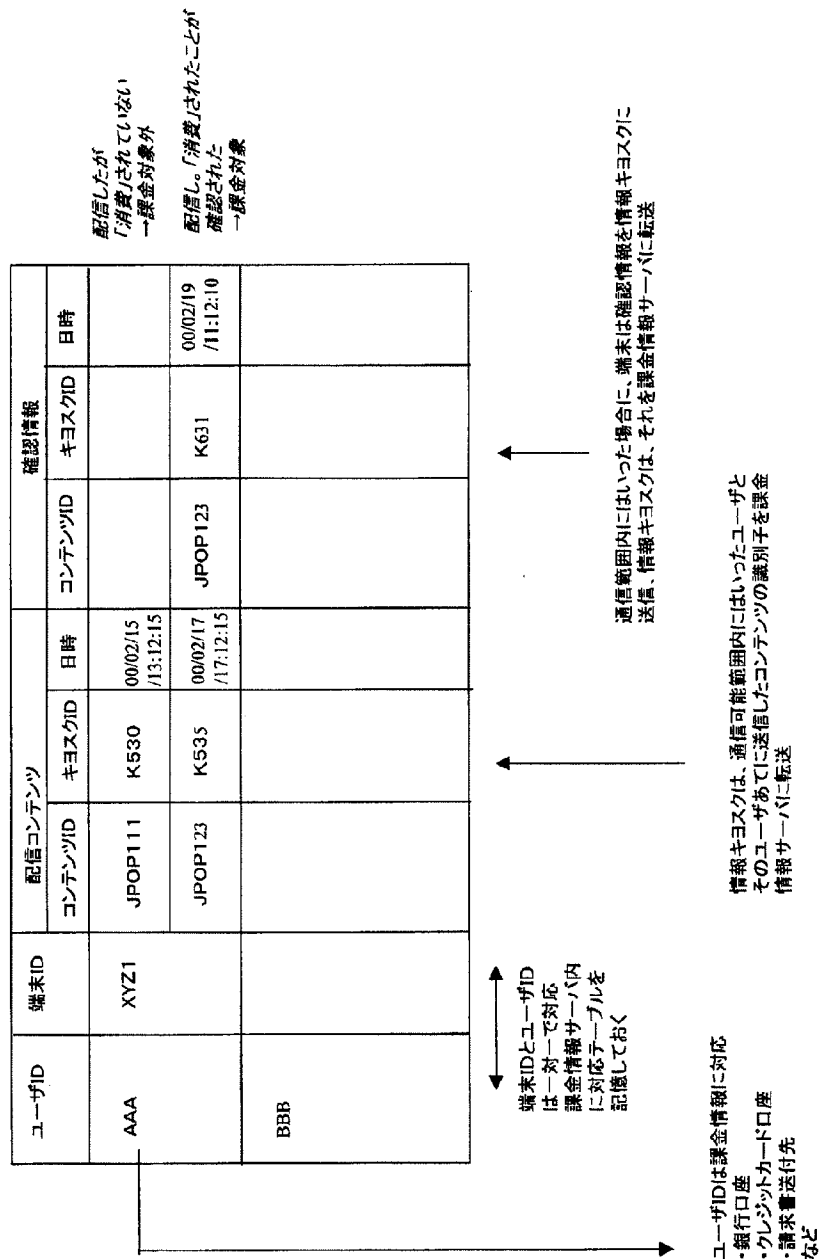 ユーザID
端末ID
配信コンテンツ
確認情報
コンテンツID
キヨスクID
日時
コンテンツID
キヨスクID
日時
AAA
XYZ1
JPOP111
K530
00/02/15
/13:12:15
配信したが
「消費」されていない
→課金対象外
JPOP123
K535
00/02/17
/17:12:15
JPOP123
K631
00/02/19
/11:12:10
配信し。「消費」されたことが
確認された
→課金対象
BBB
端末IDとユーザID
は一対一で対応
課金情報サーバ内
に対応テーブルを
記憶しておく
通信範囲内にはいった場合に、端末は確認情報を情報キヨスクに
送信、情報キヨスクは、それを課金情報サーバに転送
情報キヨスクは、通信可能範囲内にはいったユーザと
そのユーザあてに送信したコンテンツの識別子を課金
情報サーバに転送
ユーザIDは課金情報に対応
・銀行口座
・クレジットカード口座
・請求書送付先
など